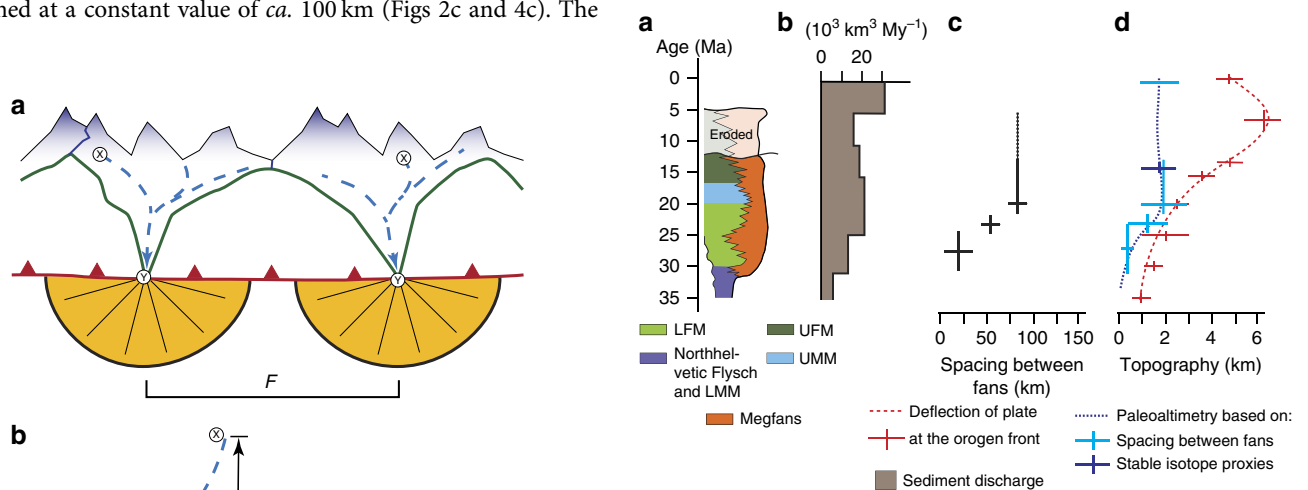 ned at a constant value of ca. 100 km (Figs 2c and 4c). The
a
X
X
Y
Y
F
b
X
a
Age (Ma)
0
5
10
15
20
25
30
35
Eroded
LFM
UFM
Northhel-
vetic Flysch
and LMM
UMM
Megfans
b
(10³ km³ My⁻¹)
0 20
Sediment discharge
c
0 50 100 150
Spacing between
fans (km)
d
0 2 4 6
Topography (km)
Deflection of plate
at the orogen front
Paleoaltimetry based on:
Spacing between fans
Stable isotope proxies